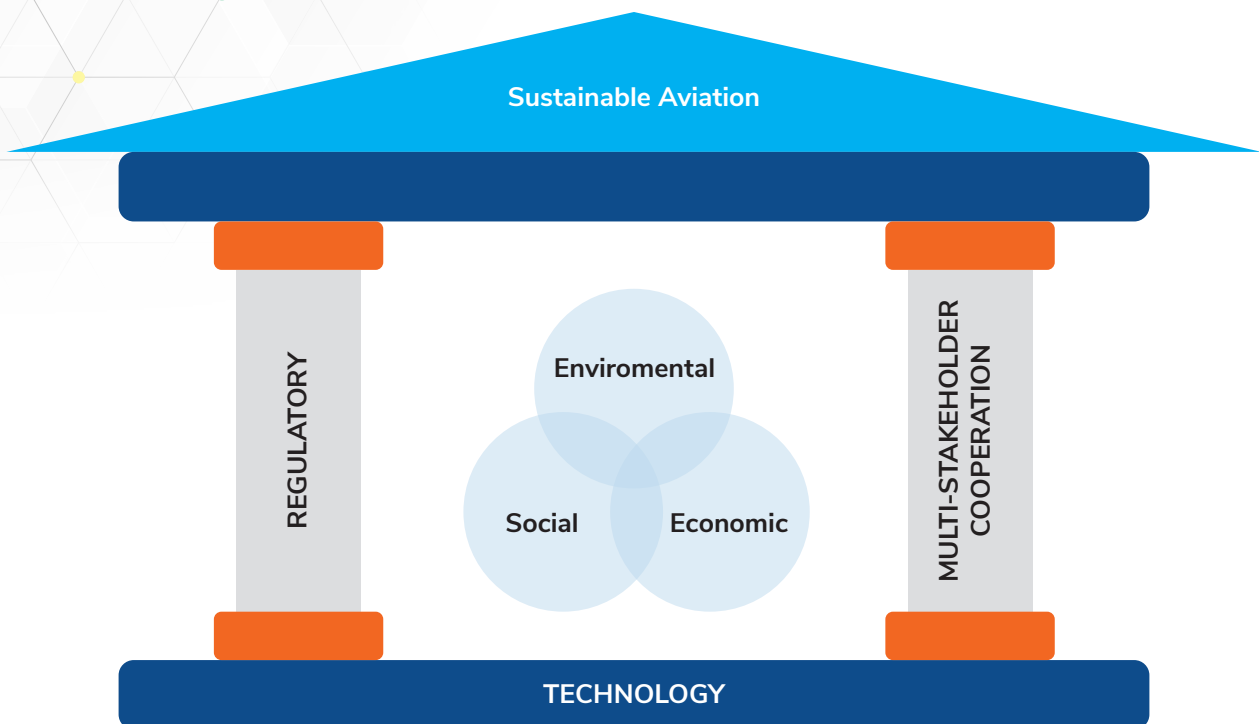 Sustainable Aviation
REGULATORY
Enviromental
Social
Economic
MULTI-STAKEHOLDER
COOPERATION
TECHNOLOGY